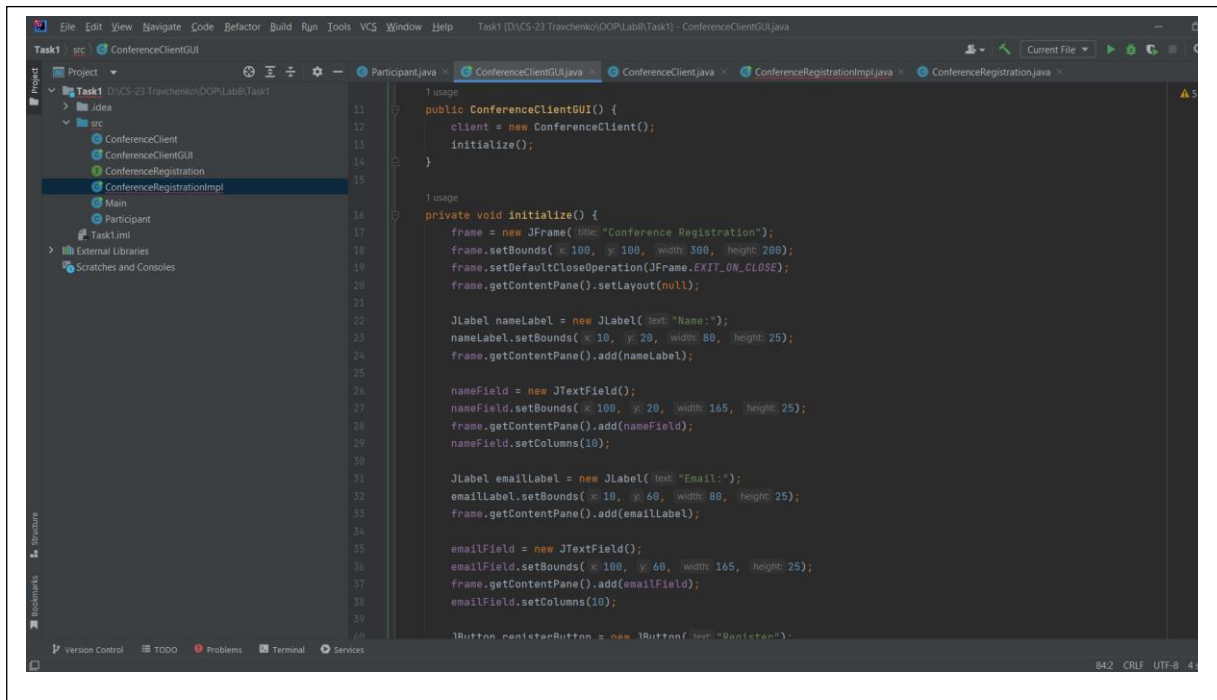 File Edit View Navigate Code Refactor Build Run Tools VCS Window Help Task1 [D:\CS-23 Travchenko\OOP\Lab8\Task1] - ConferenceClientGUI.java
Task1 src ConferenceClientGUI Current File
Project Participant.java ConferenceClientGUI.java ConferenceClient.java ConferenceRegistrationImpl.java ConferenceRegistration.java
Project
Task1 D:\CS-23 Travchenko\OOP\Lab8\Task1
.idea
src
ConferenceClient
ConferenceClientGUI
ConferenceRegistration
ConferenceRegistrationImpl
Main
Participant
Task1.iml
External Libraries
Scratches and Consoles
1 usage
5
11 public ConferenceClientGUI() {
12 client = new ConferenceClient();
13 initialize();
14 }
15
1 usage
16 private void initialize() {
17 frame = new JFrame( title: "Conference Registration");
18 frame.setBounds( x: 100, y: 100, width: 300, height: 200);
19 frame.setDefaultCloseOperation(JFrame.EXIT_ON_CLOSE);
20 frame.getContentPane().setLayout(null);
21
22 JLabel nameLabel = new JLabel( text: "Name:");
23 nameLabel.setBounds( x: 10, y: 20, width: 80, height: 25);
24 frame.getContentPane().add(nameLabel);
25
26 nameField = new JTextField();
27 nameField.setBounds( x: 100, y: 20, width: 165, height: 25);
28 frame.getContentPane().add(nameField);
29 nameField.setColumns(10);
30
31 JLabel emailLabel = new JLabel( text: "Email:");
32 emailLabel.setBounds( x: 10, y: 60, width: 80, height: 25);
33 frame.getContentPane().add(emailLabel);
34
35 emailField = new JTextField();
36 emailField.setBounds( x: 100, y: 60, width: 165, height: 25);
37 frame.getContentPane().add(emailField);
38 emailField.setColumns(10);
39
40 JButton registerButton = new JButton( text: "Register");
Structure
Bookmarks
Version Control TODO Problems Terminal Services
84:2 CRLF UTF-8 4